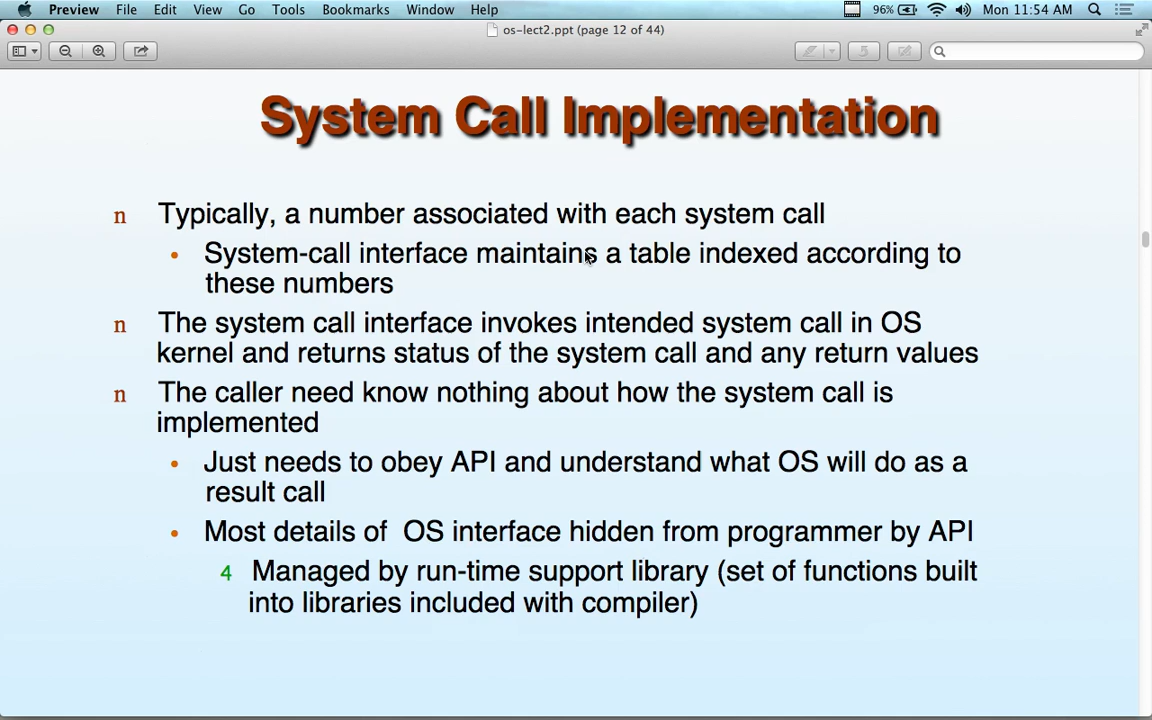 Preview File Edit View Go Tools Bookmarks Window Help 96% Mon 11:54 AM
os-lect2.ppt (page 12 of 44)
System Call Implementation
n Typically, a number associated with each system call
• System-call interface maintains a table indexed according to
these numbers
n The system call interface invokes intended system call in OS
kernel and returns status of the system call and any return values
n The caller need know nothing about how the system call is
implemented
• Just needs to obey API and understand what OS will do as a
result call
• Most details of OS interface hidden from programmer by API
4 Managed by run-time support library (set of functions built
into libraries included with compiler)